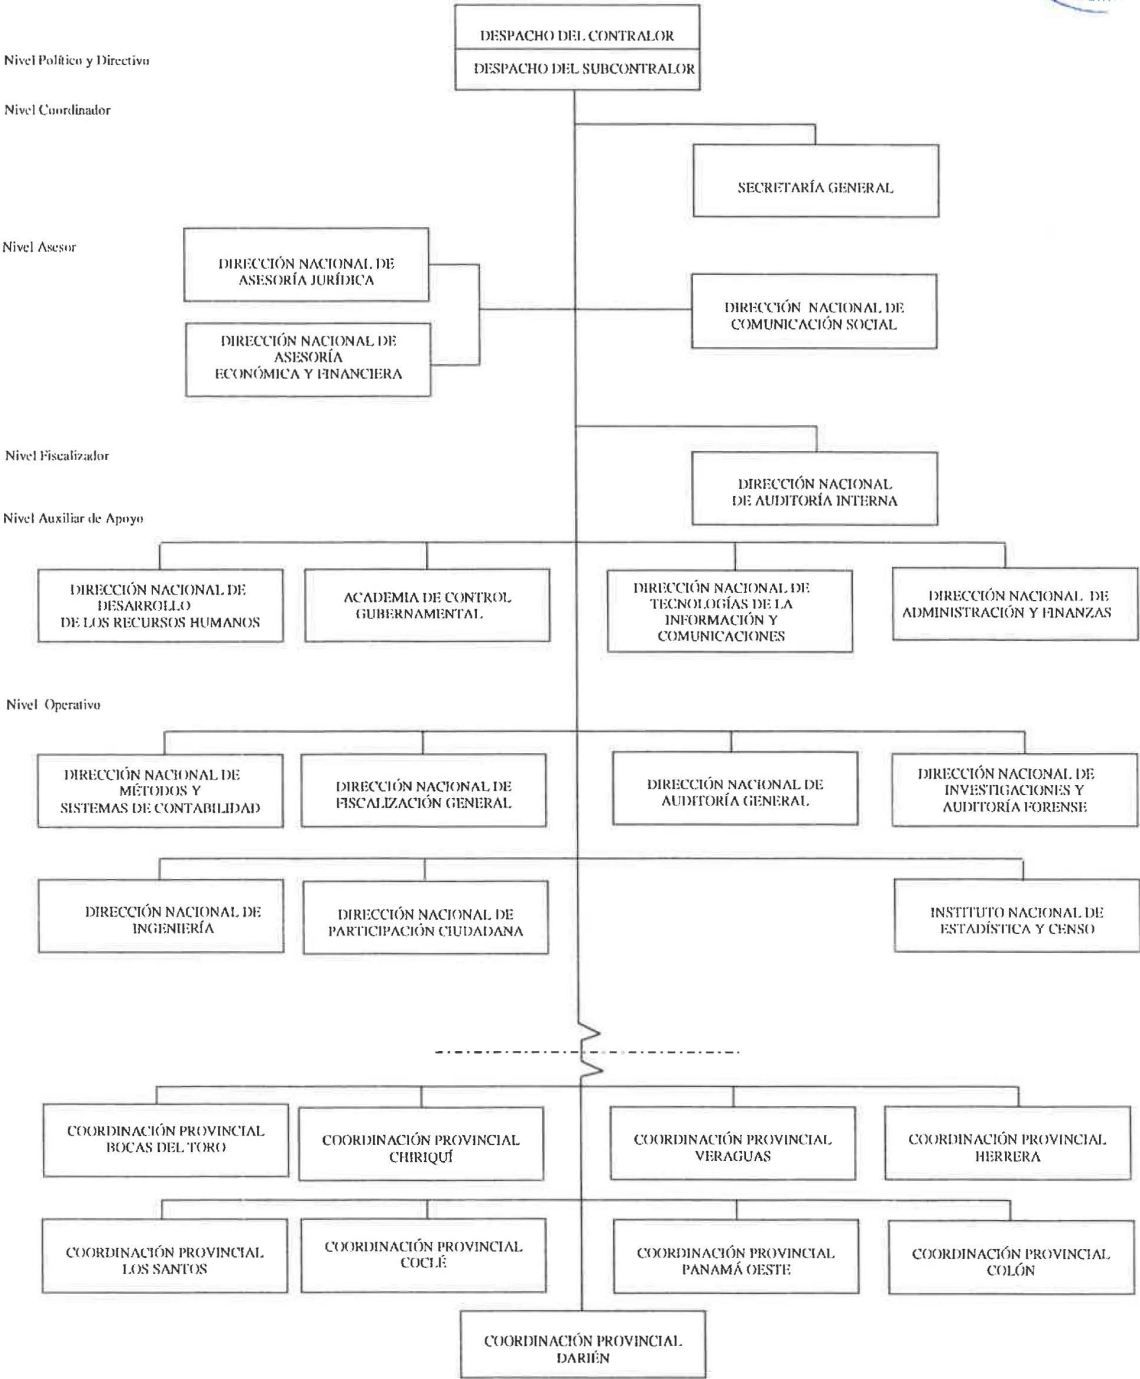 DESPACHO DEL CONTRALOR
Nivel Político y Directivo
DESPACHO DEL SUBCONTRALOR
Nivel Coordinador
SECRETARÍA GENERAL
Nivel Asesor
DIRECCIÓN NACIONAL DE
ASESORÍA JURÍDICA
DIRECCIÓN NACIONAL DE
COMUNICACIÓN SOCIAL
DIRECCIÓN NACIONAL DE
ASESORÍA
ECONÓMICA Y FINANCIERA
Nivel Fiscalizador
DIRECCIÓN NACIONAL
DE AUDITORÍA INTERNA
Nivel Auxiliar de Apoyo
DIRECCIÓN NACIONAL DE
DESARROLLO
DE LOS RECURSOS HUMANOS
ACADEMIA DE CONTROL
GUBERNAMENTAL
DIRECCIÓN NACIONAL DE
TECNOLOGÍAS DE LA
INFORMACIÓN Y
COMUNICACIONES
DIRECCIÓN NACIONAL DE
ADMINISTRACIÓN Y FINANZAS
Nivel Operativo
DIRECCIÓN NACIONAL DE
MÉTODOS Y
SISTEMAS DE CONTABILIDAD
DIRECCIÓN NACIONAL DE
FISCALIZACIÓN GENERAL
DIRECCIÓN NACIONAL DE
AUDITORÍA GENERAL
DIRECCIÓN NACIONAL DE
INVESTIGACIONES Y
AUDITORÍA FORENSE
DIRECCIÓN NACIONAL DE
INGENIERÍA
DIRECCIÓN NACIONAL DE
PARTICIPACIÓN CIUDADANA
INSTITUTO NACIONAL DE
ESTADÍSTICA Y CENSO
COORDINACIÓN PROVINCIAL
BOCAS DEL TORO
COORDINACIÓN PROVINCIAL
CHIRIQUÍ
COORDINACIÓN PROVINCIAL
VERAGUAS
COORDINACIÓN PROVINCIAL
HERRERA
COORDINACIÓN PROVINCIAL
LOS SANTOS
COORDINACIÓN PROVINCIAL
COCLÉ
COORDINACIÓN PROVINCIAL
PANAMÁ OESTE
COORDINACIÓN PROVINCIAL
COLÓN
COORDINACIÓN PROVINCIAL
DARIÉN